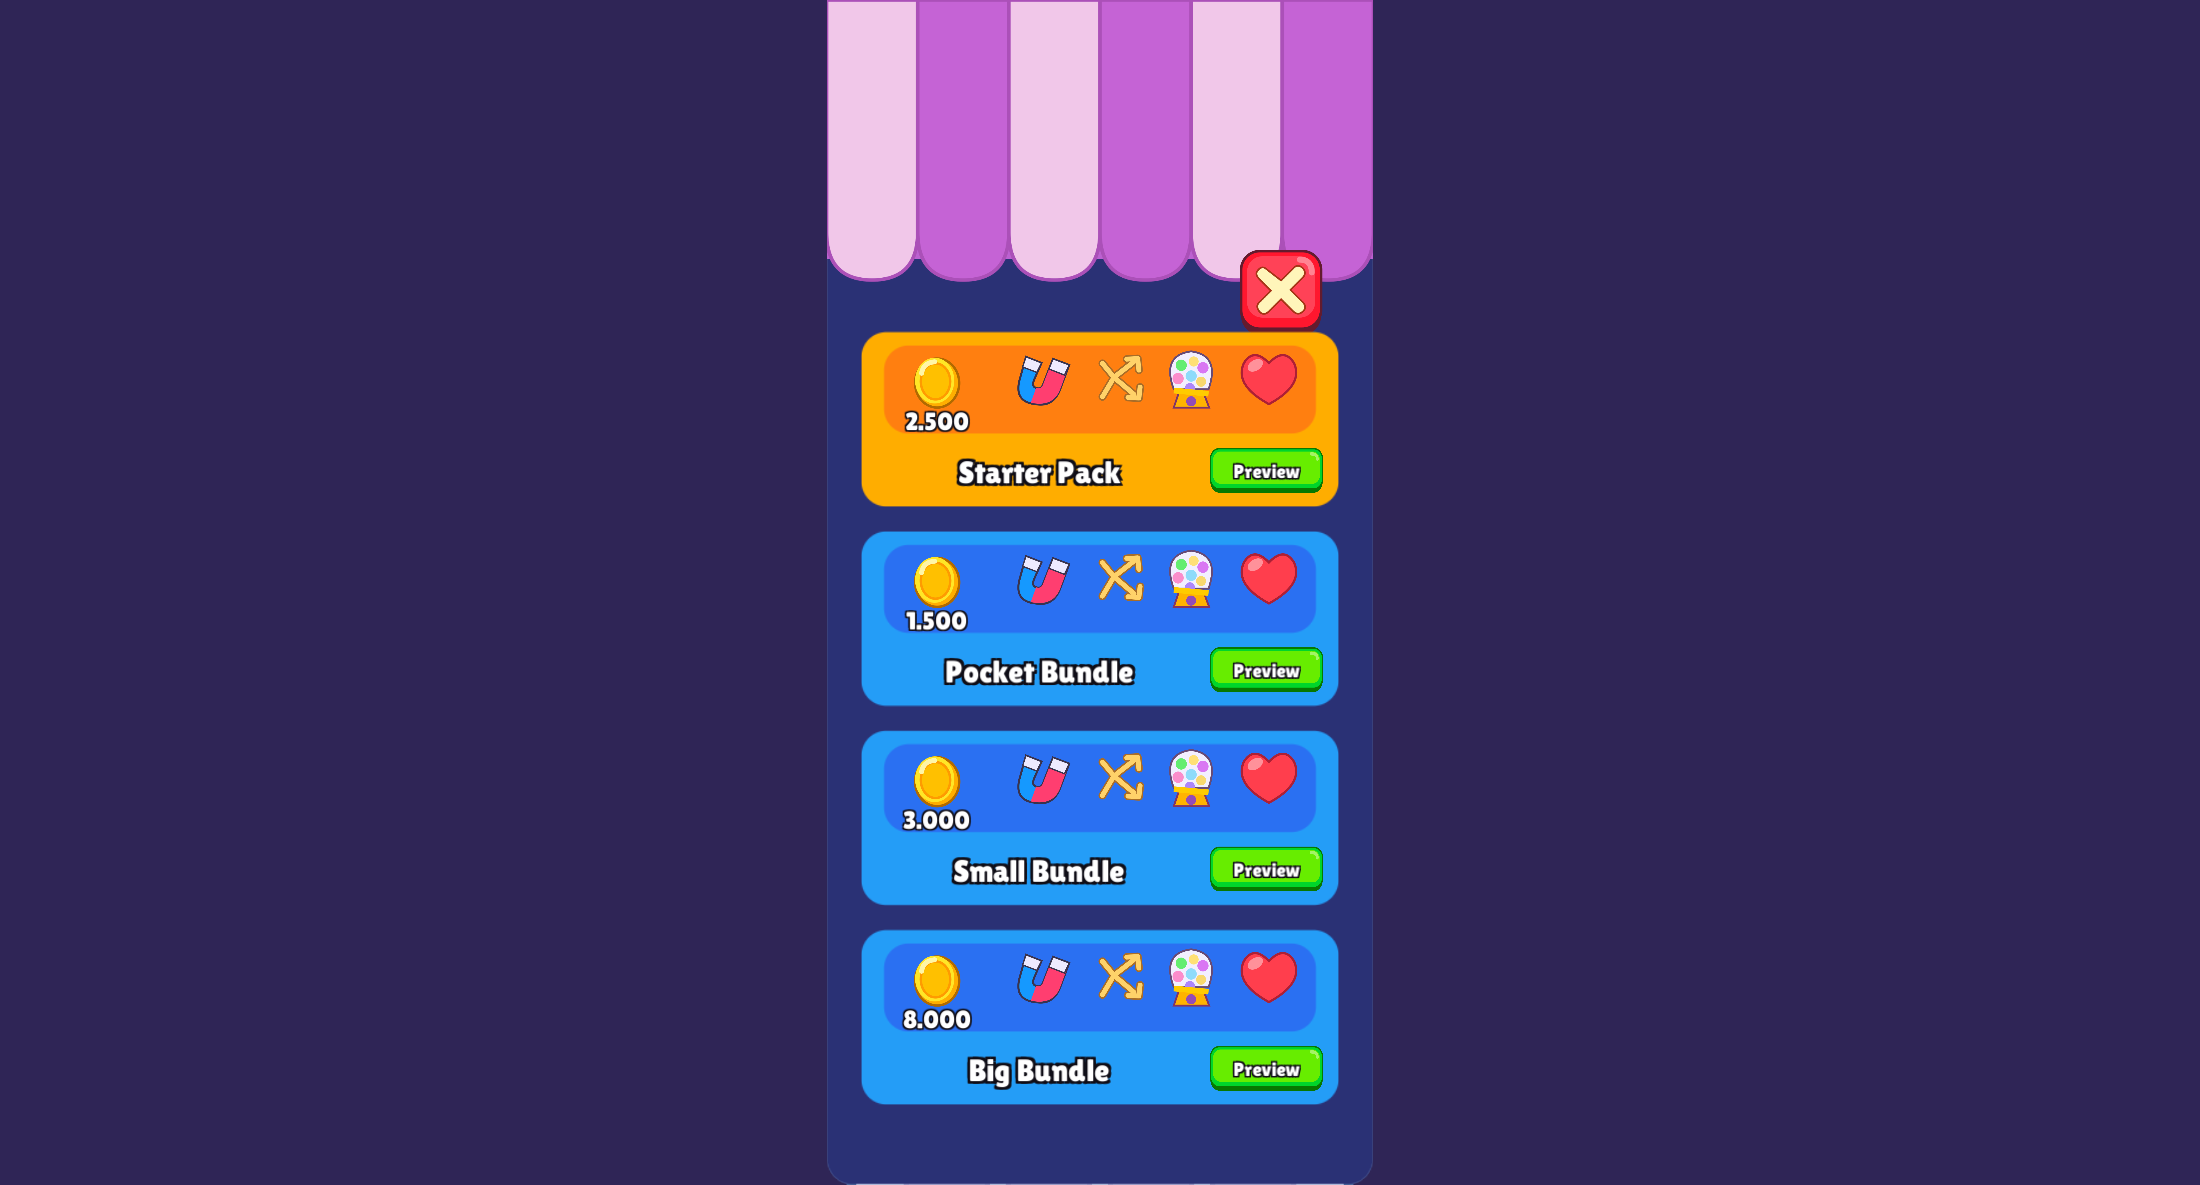 2.500
Starter Pack
Preview
1.500
Pocket Bundle
Preview
3.000
Small Bundle
Preview
8.000
Big Bundle
Preview